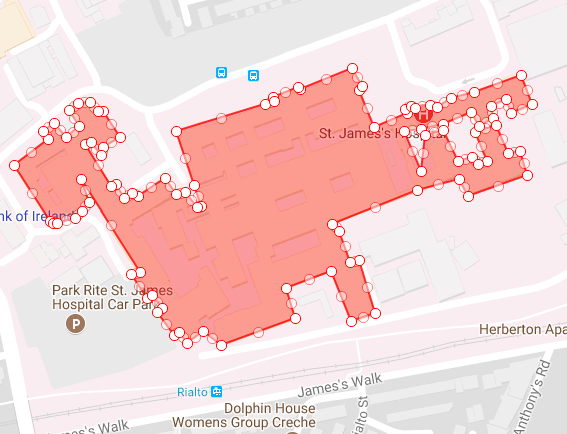 St. James's Hospital
nk of Ireland
Park Rite St. James
Hospital Car Park
P
H
Herberton Apa
Rialto
James's Walk
Dolphin House
Womens Group Creche
James's Walk
Rialto St
Anthony's Rd